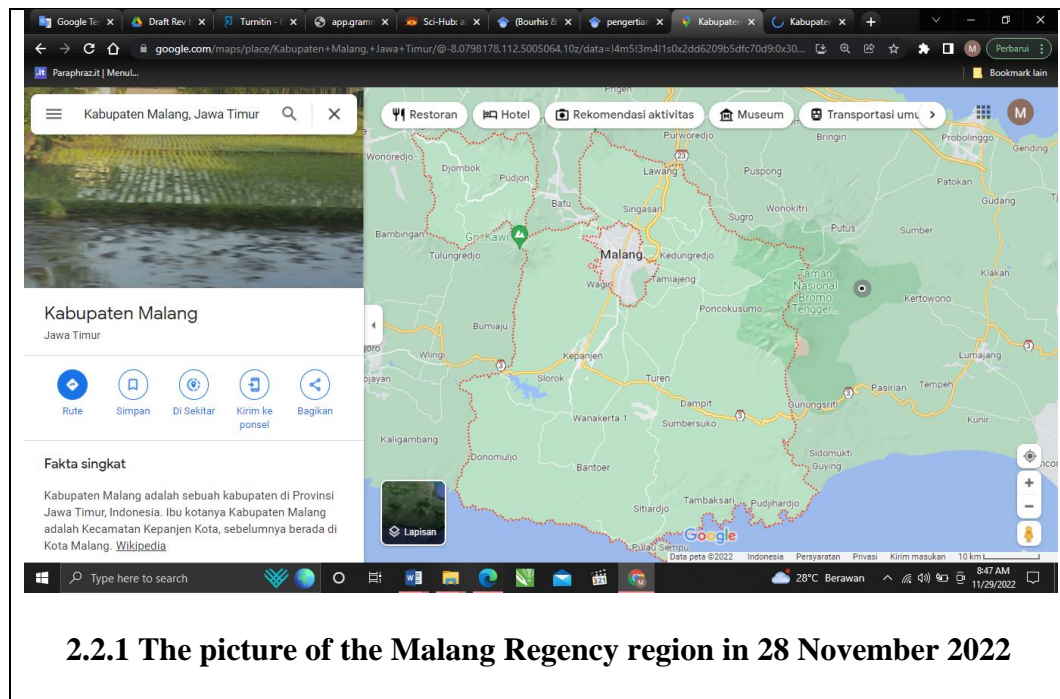 Google Te
Draft Rev
Turnitin - (
app.gramr
Sci-Hub: a
(Bourhis &
pengertian
Kabupaten
Kabupaten
google.com/maps/place/Kabupaten+Malang,+Jawa+Timur/@-8.0798178,112.5005064,10z/data=!4m5!3m4!1s0x2dd6209b5dfc70d9:0x30...
M
Perbarui
Paraphraz.it | Menul...
Bookmark lain
Kabupaten Malang, Jawa Timur
Restoran
Hotel
Rekomendasi aktivitas
Museum
Transportasi umu
M
Kabupaten Malang
Jawa Timur
Rute
Simpan
Di Sekitar
Kirim ke
ponsel
Bagikan
Fakta singkat
Kabupaten Malang adalah sebuah kabupaten di Provinsi
Jawa Timur, Indonesia. Ibu kotanya Kabupaten Malang
adalah Kecamatan Kepanjen Kota, sebelumnya berada di
Kota Malang. Wikipedia
Prigen
Purworedjo
Bringin
Probolinggo
Gending
Wonoredjo
23
Djombok
Pudjon
Lawang
Puspong
Patokan
Gudang
Batu
Singasari
Sugro
Wonokitri
Putus
Sumber
Bambingan
Gn. Kawi
Tulungredjo
Malang
Kedungredjo
Wagir
Tamiajeng
Taman
Nasional
Bromo
Tengger...
Klakah
Kertowono
Poncokusumo
Bumiaju
Wlingi
Kepanjen
3
Lumajang
3
Slorok
Turen
Pasirian
Tempeh
Dampit
3
Gunungsriti
3
Wanakerta 1
Sumbersuko
Kunir
Kaligambang
Donomuljo
Bantoer
Sidomukti
Guying
Tambaksari
Pudjihardjo
Sitiardjo
Pulau Sempu
Lapisan
Google
Data peta ©2022
Indonesia
Persyaratan
Privasi
Kirim masukan
10 km
Type here to search
28°C Berawan
8:47 AM
11/29/2022
2.2.1 The picture of the Malang Regency region in 28 November 2022